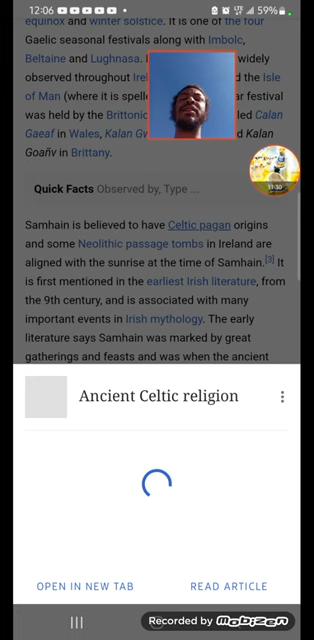 12:06 59%
equinox and winter solstice. It is one of the four
Gaelic seasonal festivals along with Imbolc,
Beltaine and Lughnasa. widely
observed throughout d the Isle
of Man (where it is ar festival
was held by the led Calan
Gaeaf in Wales, Kalan d Kalan
Goañv in Brittany.
11:30
Quick Facts Observed by, Type ...
Samhain is believed to have Celtic pagan origins
and some Neolithic passage tombs in Ireland are
aligned with the sunrise at the time of Samhain.[3] It
is first mentioned in the earliest Irish literature, from
the 9th century, and is associated with many
important events in Irish mythology. The early
literature says Samhain was marked by great
gatherings and feasts and was when the ancient
Ancient Celtic religion
OPEN IN NEW TAB READ ARTICLE
Recorded by mobizen